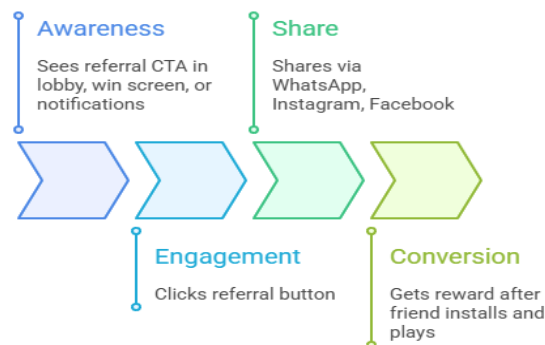 Awareness
Sees referral CTA in
lobby, win screen, or
notifications
Share
Shares via
WhatsApp,
Instagram, Facebook
Engagement
Clicks referral button
Conversion
Gets reward after
friend installs and
plays